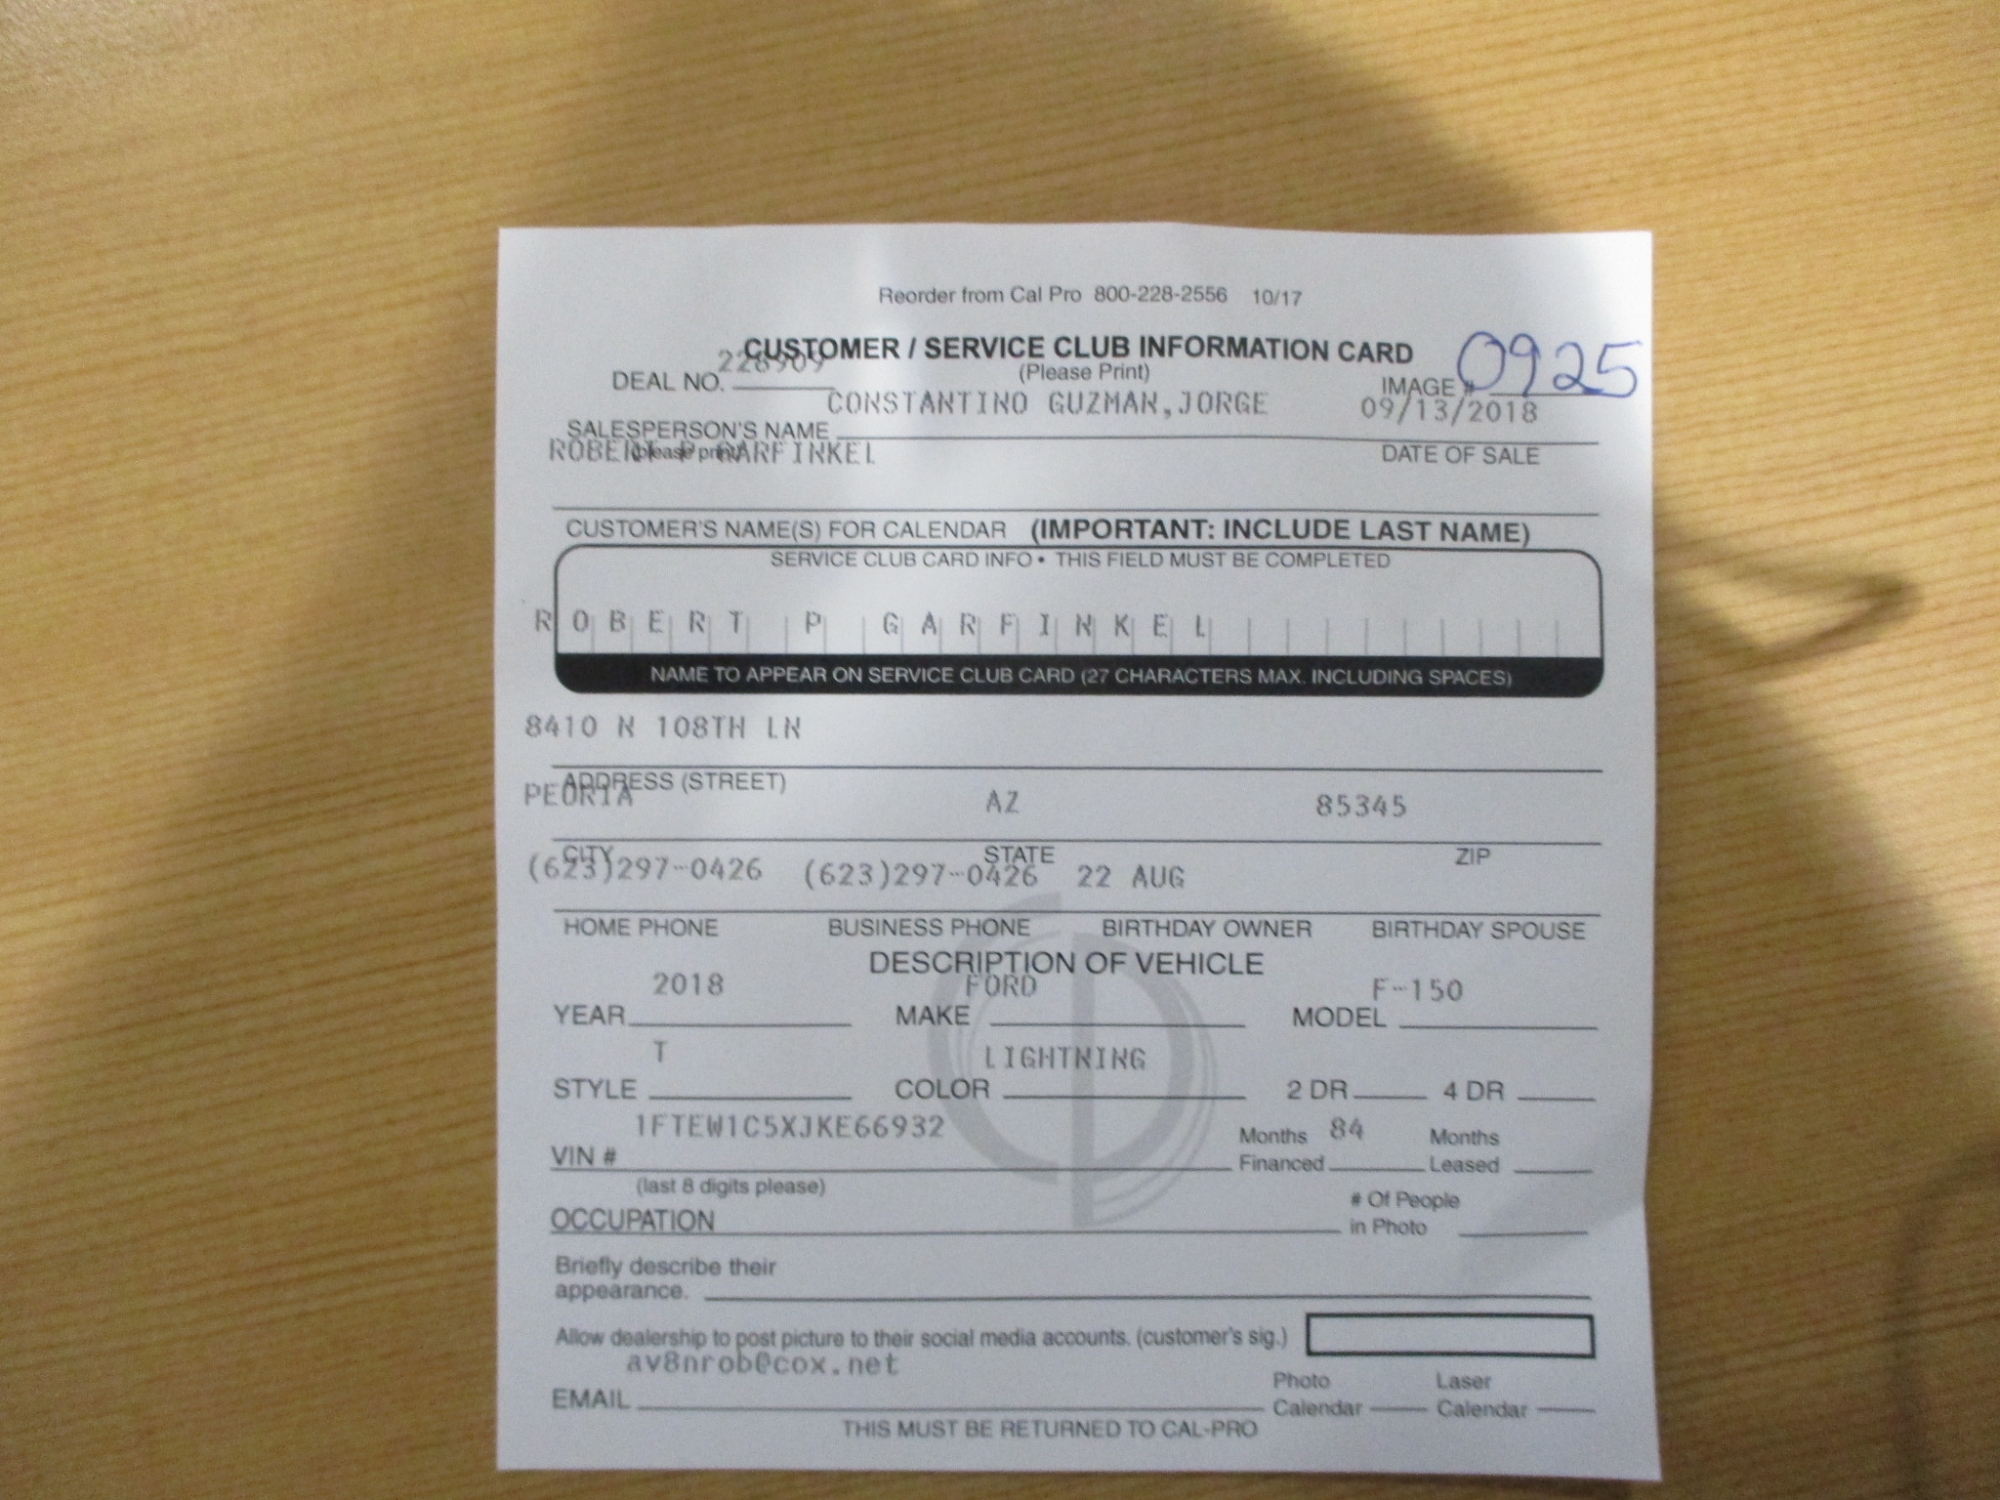 Reorder from Cal Pro 800-228-2556 10/17
CUSTOMER / SERVICE CLUB INFORMATION CARD
(Please Print)
DEAL NO. 228909
IMAGE # 0925
CONSTANTINO GUZMAN,JORGE 09/13/2018
SALESPERSON'S NAME
(please print)
DATE OF SALE
ROBERT P GARFINKEL
CUSTOMER'S NAME(S) FOR CALENDAR (IMPORTANT: INCLUDE LAST NAME)
SERVICE CLUB CARD INFO • THIS FIELD MUST BE COMPLETED
ROBERT P GARFINKEL
NAME TO APPEAR ON SERVICE CLUB CARD (27 CHARACTERS MAX. INCLUDING SPACES)
8410 N 108TH LN
ADDRESS (STREET)
PEORIA AZ 85345
CITY STATE ZIP
(623)297-0426 (623)297-0426 22 AUG
HOME PHONE BUSINESS PHONE BIRTHDAY OWNER BIRTHDAY SPOUSE
DESCRIPTION OF VEHICLE
2018 FORD F-150
YEAR MAKE MODEL
T LIGHTNING
STYLE COLOR 2 DR 4 DR
1FTEW1C5XJKE66932
VIN #
Months Financed 84
Months Leased
(last 8 digits please)
OCCUPATION
# Of People in Photo
Briefly describe their
appearance.
Allow dealership to post picture to their social media accounts. (customer's sig.)
av8nrob@cox.net
EMAIL
Photo Calendar
Laser Calendar
THIS MUST BE RETURNED TO CAL-PRO